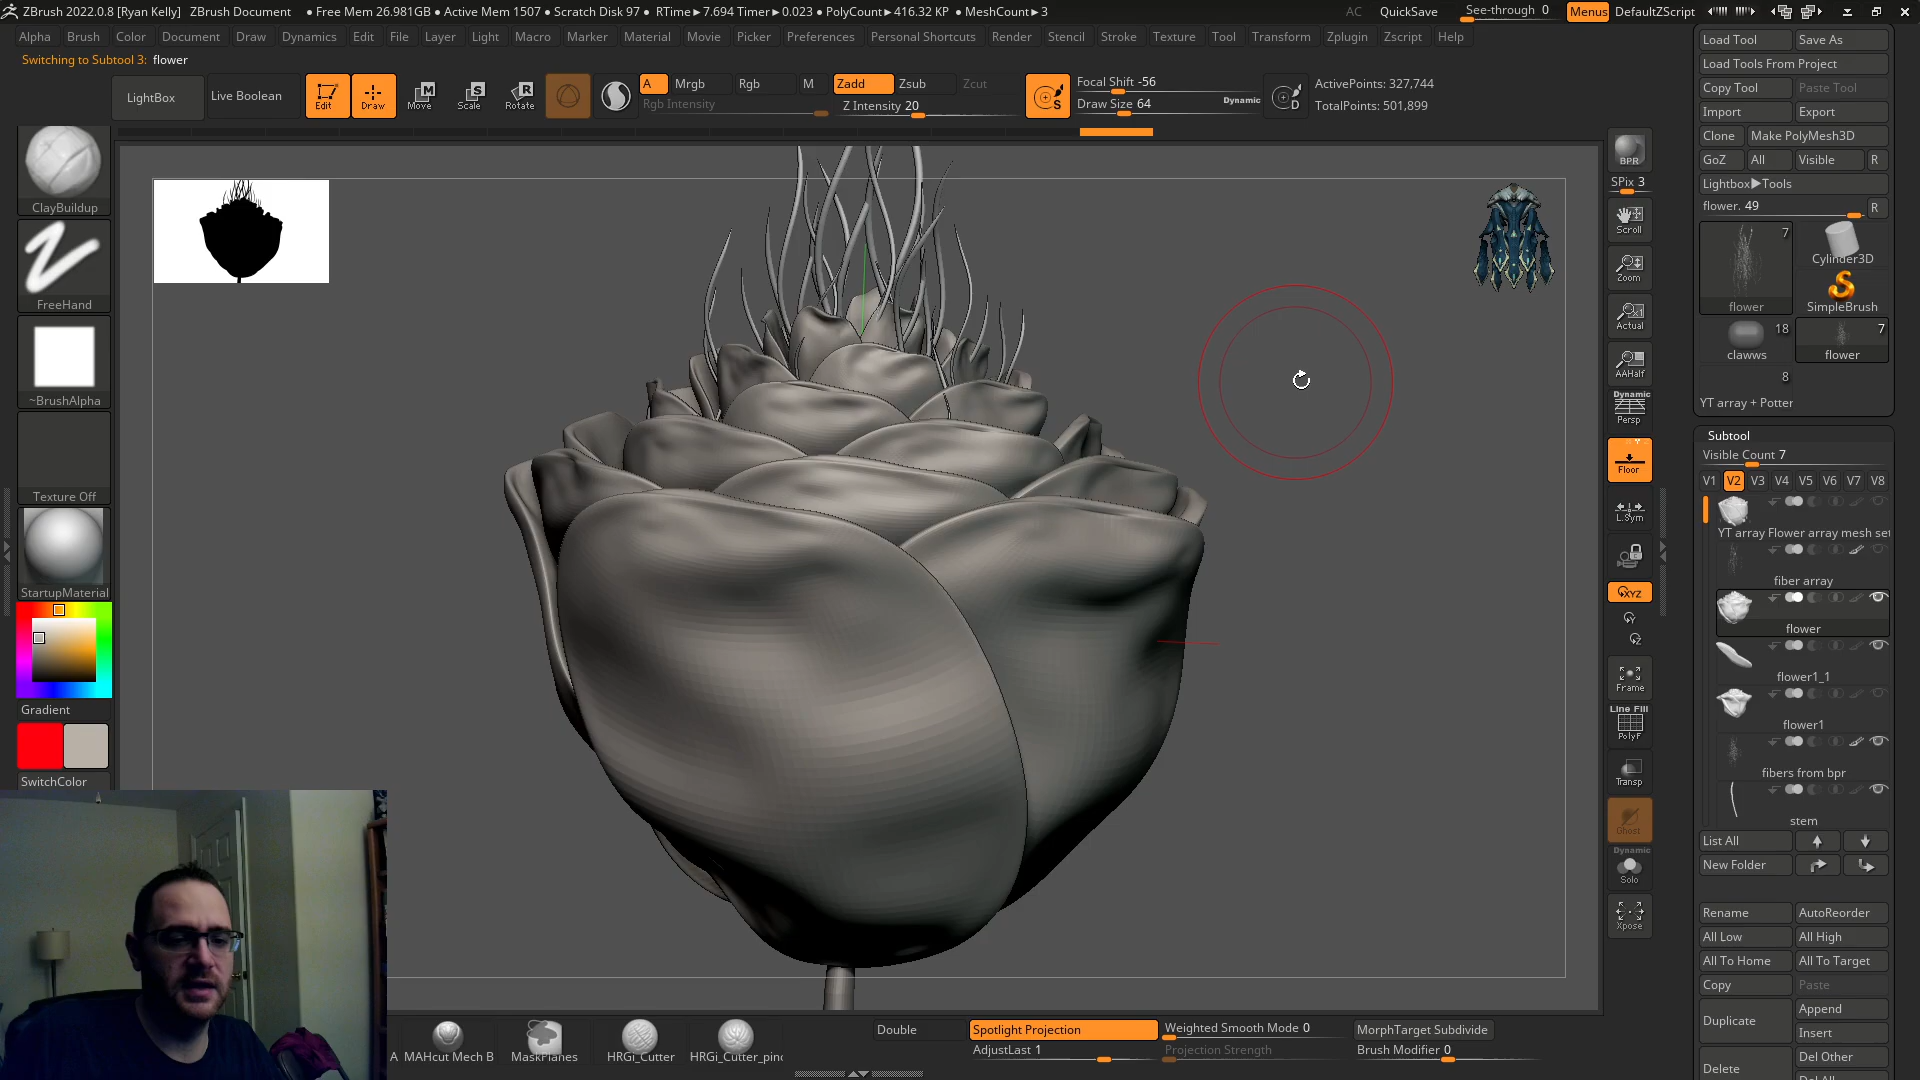 ZBrush 2022.0.8 [Ryan Kelly] ZBrush Document ● Free Mem 26.981GB ● Active Mem 1507 ● Scratch Disk 97 ● RTime►7.694 Timer►0.023 ● PolyCount►416.32 KP ● MeshCount►3 AC QuickSave See-through 0 Menus DefaultZScript
Alpha Brush Color Document Draw Dynamics Edit File Layer Light Macro Marker Material Movie Picker Preferences Personal Shortcuts Render Stencil Stroke Texture Tool Transform Zplugin Zscript Help
Switching to Subtool 3: flower
LightBox Live Boolean Edit Draw Move Scale Rotate
A Mrgb Rgb M Zadd Zsub Zcut
Rgb Intensity Z Intensity 20
Focal Shift -56
Draw Size 64 Dynamic
ActivePoints: 327,744
TotalPoints: 501,899
ClayBuildup
FreeHand
~BrushAlpha
Texture Off
StartupMaterial
Gradient
SwitchColor
BPR
SPix 3
Scroll
Zoom
Actual
AAHalf
Dynamic
Persp
Floor
L.Sym
XYZ
Frame
Line Fill
PolyF
Transp
Ghost
Dynamic
Solo
Xpose
Load Tool Save As
Load Tools From Project
Copy Tool Paste Tool
Import Export
Clone Make PolyMesh3D
GoZ All Visible R
Lightbox►Tools
flower. 49 R
7
Cylinder3D
flower SimpleBrush
18 7
clawws flower
8
YT array + Potter
Subtool
Visible Count 7
V1 V2 V3 V4 V5 V6 V7 V8
YT array Flower array mesh set
fiber array
flower
flower1_1
flower1
fibers from bpr
stem
List All
New Folder
Rename AutoReorder
All Low All High
All To Home All To Target
Copy Paste
Duplicate Append
Insert
Delete Del Other
A MAHcut Mech B MaskPlanes HRGi_Cutter HRGi_Cutter_pinc
Double Spotlight Projection Weighted Smooth Mode 0 MorphTarget Subdivide
AdjustLast 1 Projection Strength Brush Modifier 0